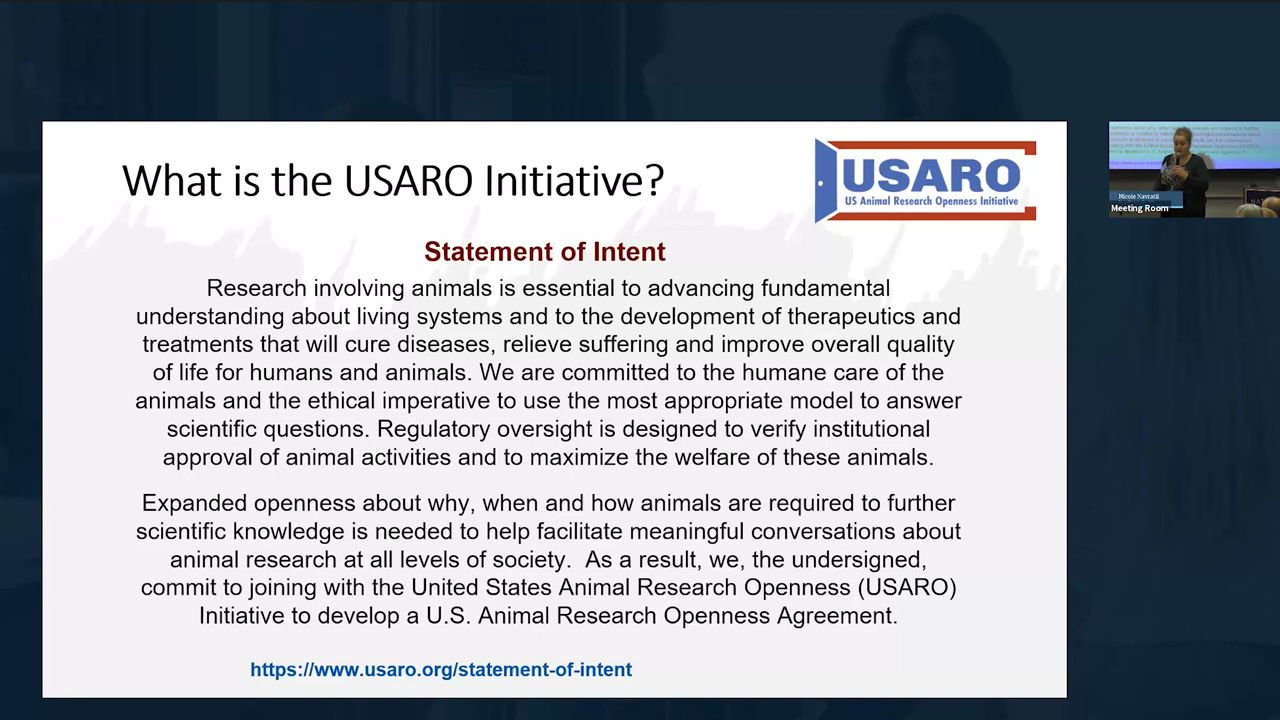 What is the USARO Initiative?
USARO
US Animal Research Openness Initiative
Statement of Intent
Research involving animals is essential to advancing fundamental
understanding about living systems and to the development of therapeutics and
treatments that will cure diseases, relieve suffering and improve overall quality
of life for humans and animals. We are committed to the humane care of the
animals and the ethical imperative to use the most appropriate model to answer
scientific questions. Regulatory oversight is designed to verify institutional
approval of animal activities and to maximize the welfare of these animals.
Expanded openness about why, when and how animals are required to further
scientific knowledge is needed to help facilitate meaningful conversations about
animal research at all levels of society.  As a result, we, the undersigned,
commit to joining with the United States Animal Research Openness (USARO)
Initiative to develop a U.S. Animal Research Openness Agreement.
https://www.usaro.org/statement-of-intent
Nicole Navracil
Meeting Room